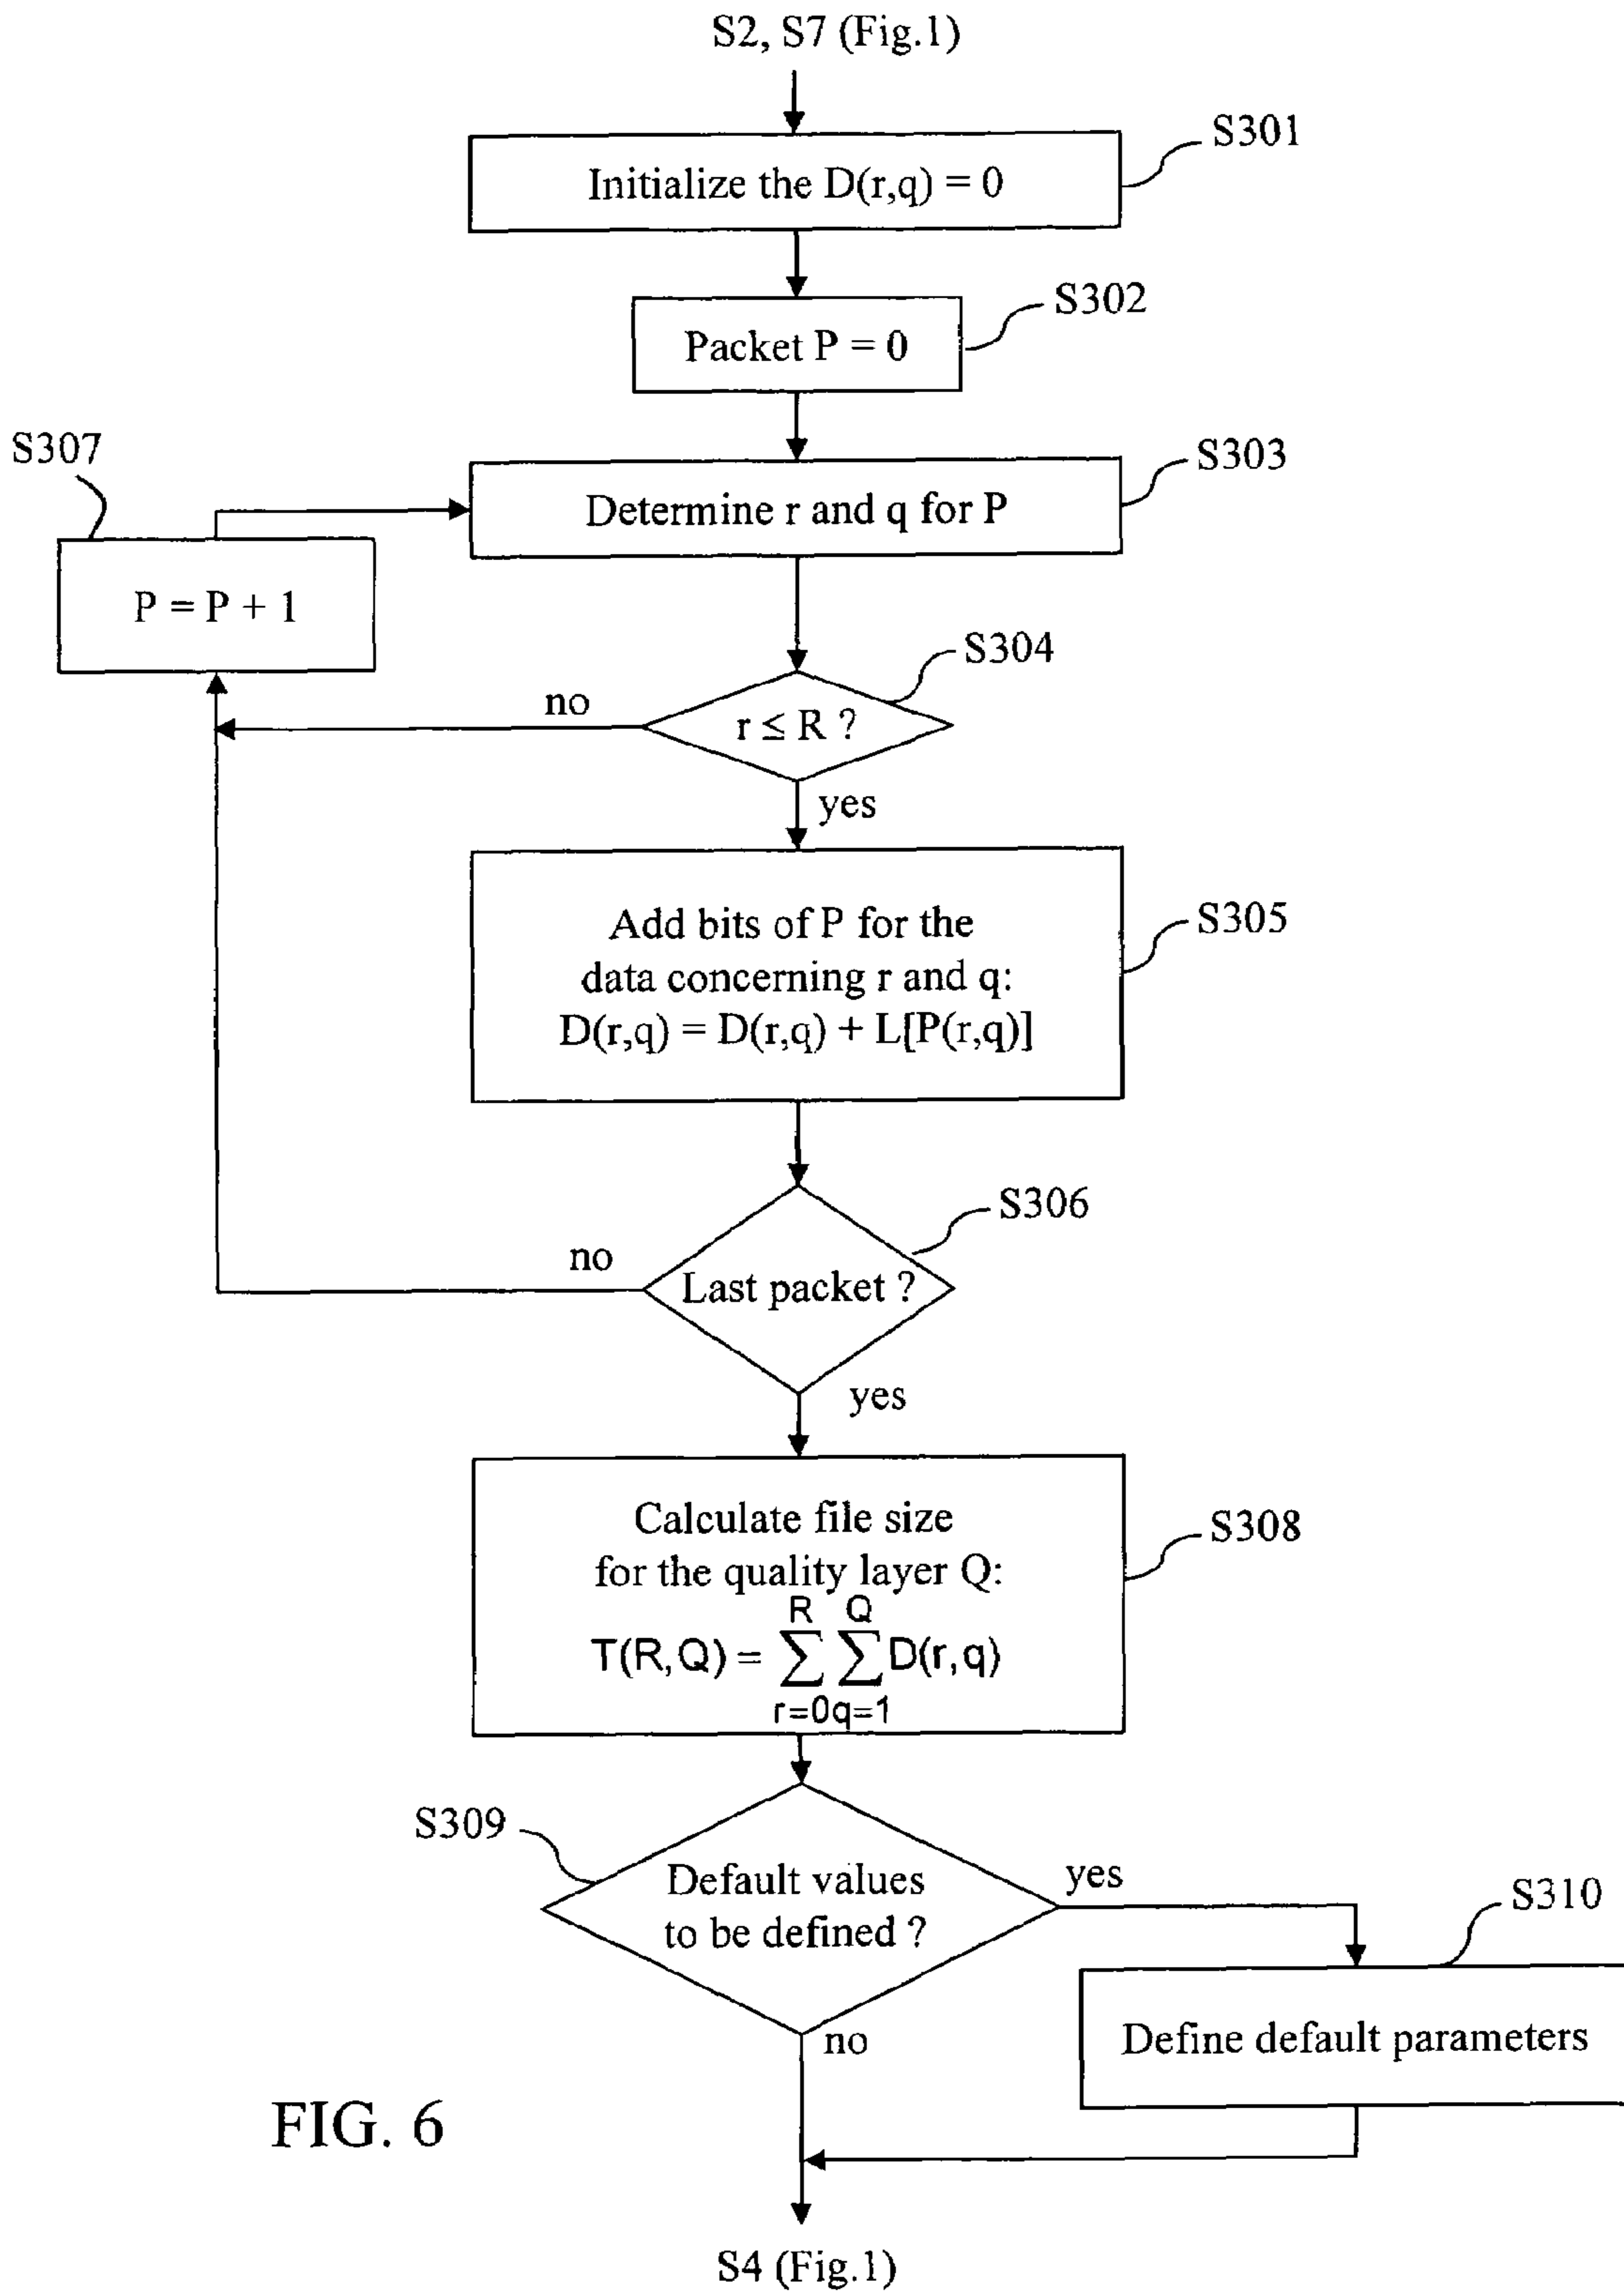 S2, S7 (Fig.1)
S301
Initialize the D(r,q) = 0
S302
Packet P = 0
S307
S303
Determine r and q for P
P = P + 1
S304
no
r ≤ R ?
yes
S305
Add bits of P for the
data concerning r and q:
D(r,q) = D(r,q) + L[P(r,q)]
S306
no
Last packet ?
yes
Calculate file size
S308
for the quality layer Q:
R Q
T(R,Q) = ∑ ∑ D(r,q)
r=0 q=1
S309
Default values
yes
to be defined ?
S310
no
Define default parameters
FIG. 6
S4 (Fig.1)